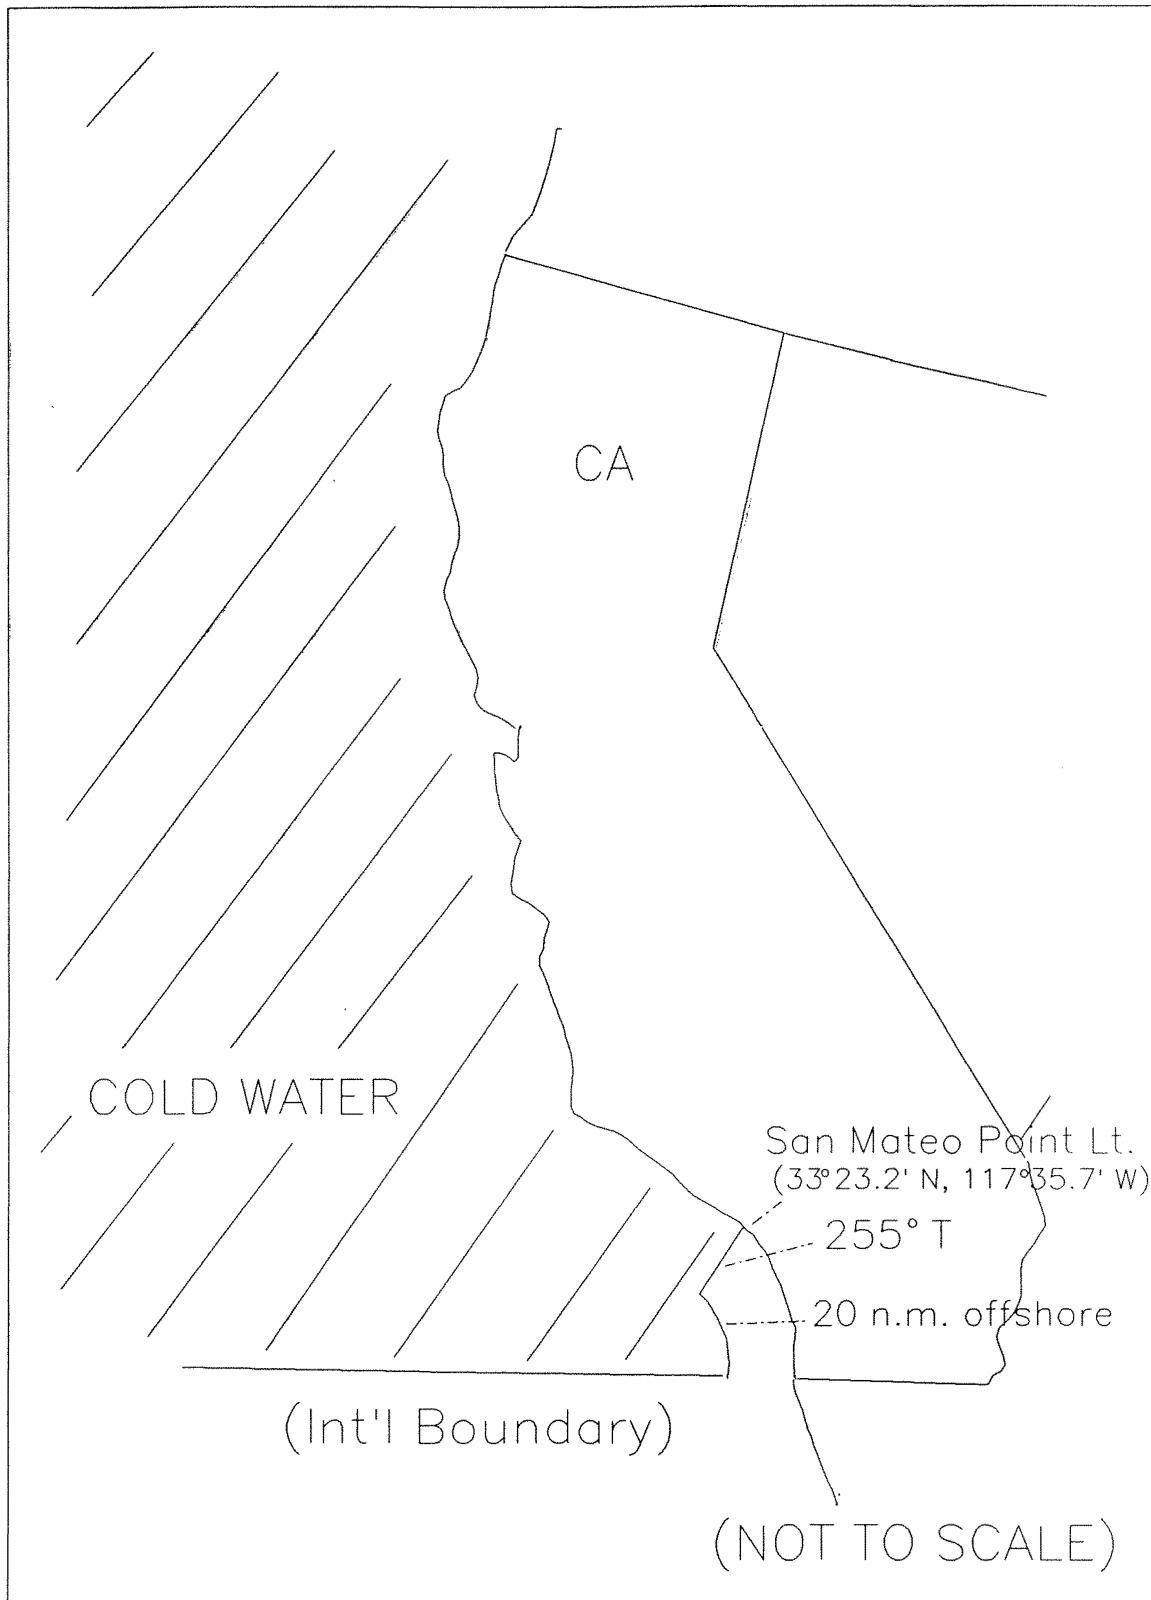 CA
COLD WATER
San Mateo Point Lt.
(33°23.2' N, 117°35.7' W)
255° T
20 n.m. offshore
(Int'l Boundary)
(NOT TO SCALE)